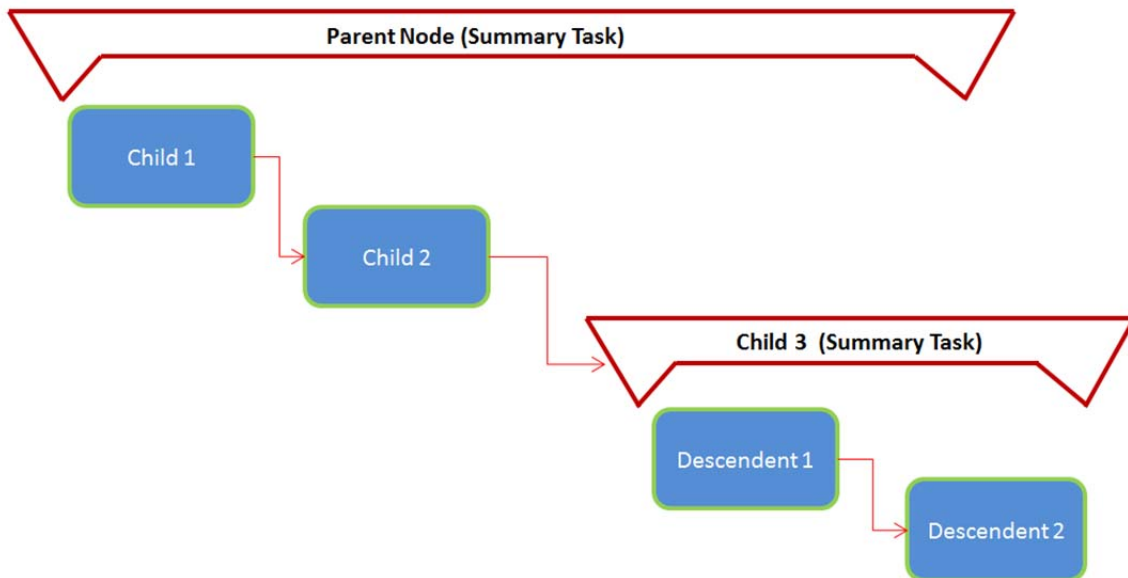 Parent Node (Summary Task)
Child 1
Child 2
Child 3  (Summary Task)
Descendent 1
Descendent 2